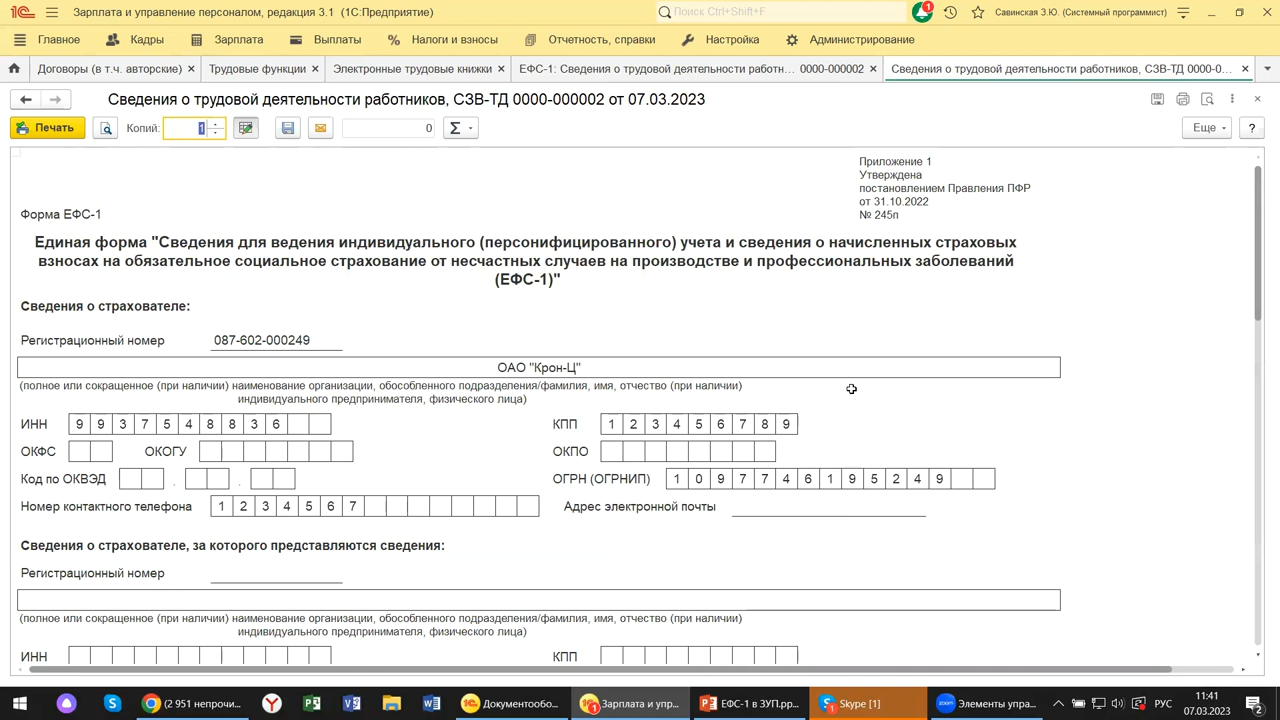 Зарплата и управление персоналом, редакция 3.1 (1С:Предприятие)
Поиск Ctrl+Shift+F
1
Савинская З.Ю. (Системный программист)
Главное
Кадры
Зарплата
Выплаты
Налоги и взносы
Отчетность, справки
Настройка
Администрирование
Договоры (в т.ч. авторские)
Трудовые функции
Электронные трудовые книжки
ЕФС-1: Сведения о трудовой деятельности работн... 0000-000002
Сведения о трудовой деятельности работников, СЗВ-ТД 0000-0...
Сведения о трудовой деятельности работников, СЗВ-ТД 0000-000002 от 07.03.2023
Печать
Копий: 1
0
Σ
Еще
?
Приложение 1
Утверждена
постановлением Правления ПФР
от 31.10.2022
№ 245п
Форма ЕФС-1
Единая форма "Сведения для ведения индивидуального (персонифицированного) учета и сведения о начисленных страховых
взносах на обязательное социальное страхование от несчастных случаев на производстве и профессиональных заболеваний
(ЕФС-1)"
Сведения о страхователе:
Регистрационный номер 087-602-000249
ОАО "Крон-Ц"
(полное или сокращенное (при наличии) наименование организации, обособленного подразделения/фамилия, имя, отчество (при наличии)
индивидуального предпринимателя, физического лица)
ИНН 9 9 3 7 5 4 8 8 3 6 КПП 1 2 3 4 5 6 7 8 9
ОКФС ОКОГУ ОКПО
Код по ОКВЭД . . ОГРН (ОГРНИП) 1 0 9 7 7 4 6 1 9 5 2 4 9
Номер контактного телефона 1 2 3 4 5 6 7 Адрес электронной почты
Сведения о страхователе, за которого представляются сведения:
Регистрационный номер
(полное или сокращенное (при наличии) наименование организации, обособленного подразделения/фамилия, имя, отчество (при наличии)
индивидуального предпринимателя, физического лица)
ИНН КПП
(2 951 непрочи...
Документообо...
Зарплата и упр...
ЕФС-1 в ЗУП.pp...
Skype [1]
Элементы упра...
РУС
11:41
07.03.2023
2